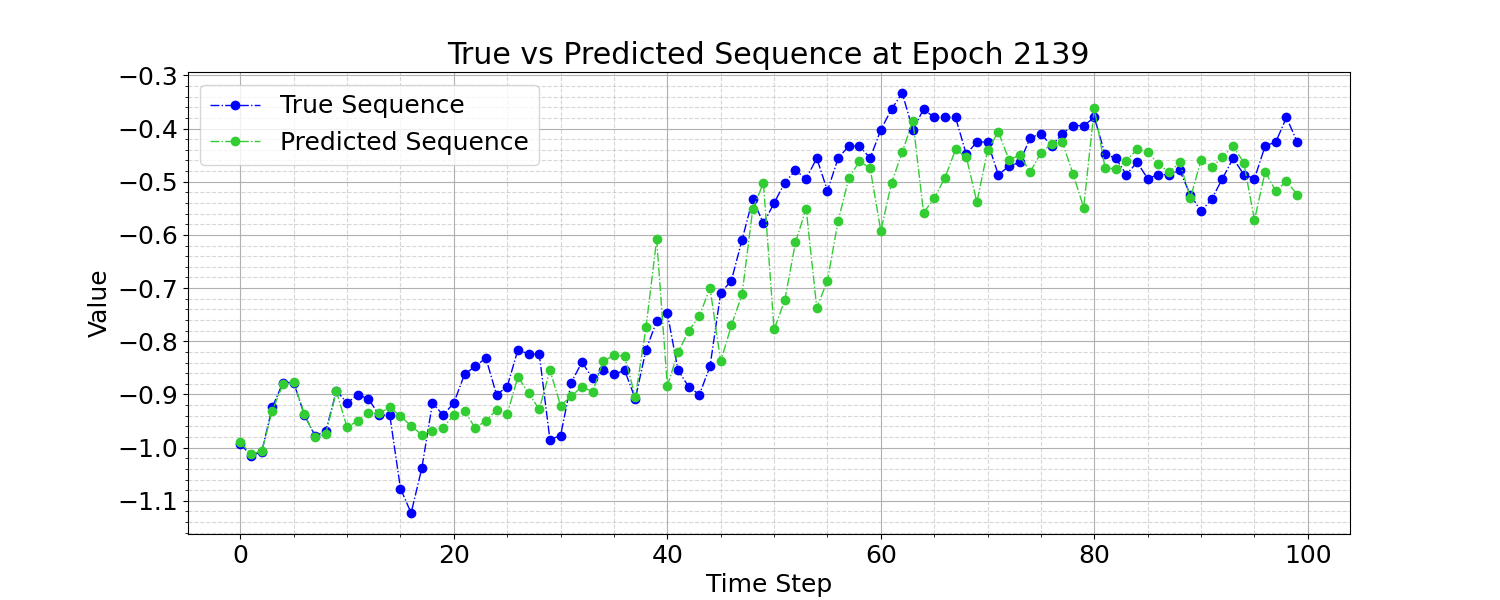 True vs Predicted Sequence at Epoch 2139
−0.3
−0.4
−0.5
−0.6
−0.7
−0.8
−0.9
−1.0
−1.1
Value
True Sequence
Predicted Sequence
0 20 40 60 80 100
Time Step